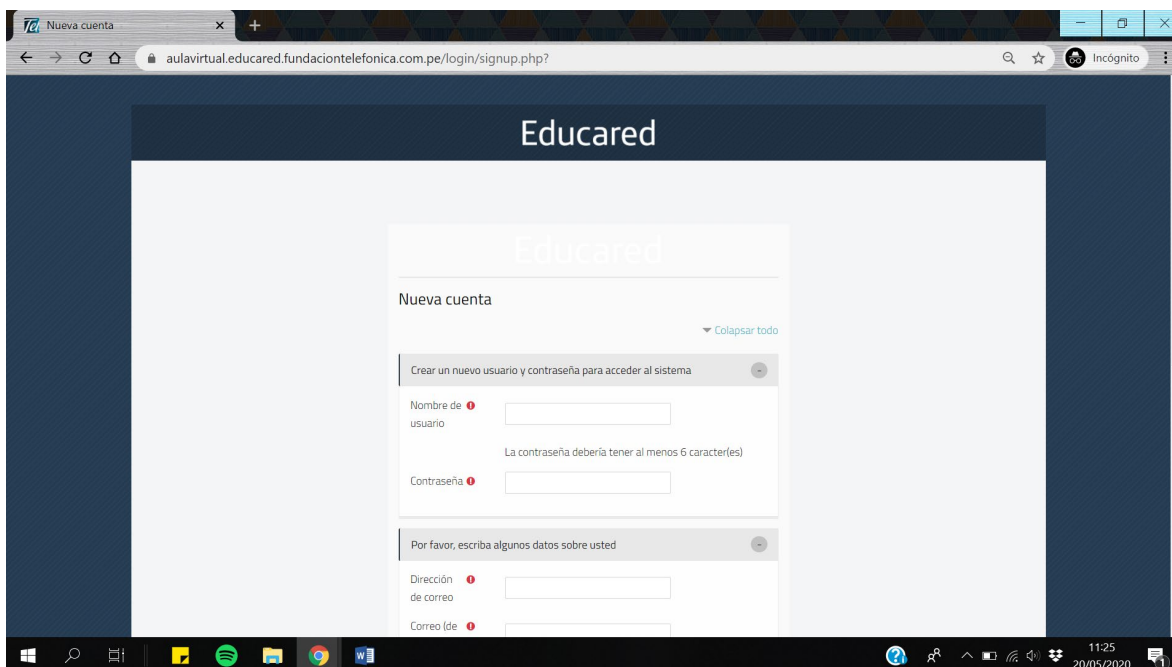 Nueva cuenta
aulavirtual.educared.fundaciontelefonica.com.pe/login/signup.php?
Incógnito
Educared
Educared
Nueva cuenta
Colapsar todo
Crear un nuevo usuario y contraseña para acceder al sistema
Nombre de
usuario
La contraseña debería tener al menos 6 caracter(es)
Contraseña
Por favor, escriba algunos datos sobre usted
Dirección
de correo
Correo (de
11:25
20/05/2020